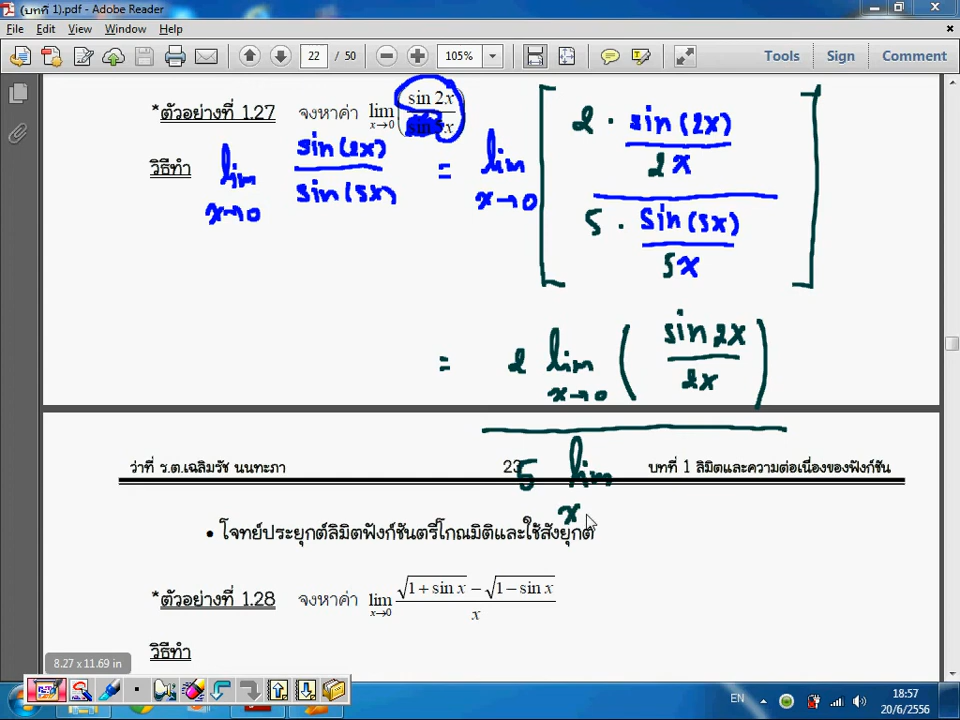 (บทที่ 1).pdf - Adobe Reader
File Edit View Window Help
22 / 50 105% Tools Sign Comment
*ตัวอย่างที่ 1.27 จงหาค่า lim x→0 (sin 2x / sin 5x)
วิธีทำ lim x→0 sin(2x) / sin(5x) = lim x→0 [ 2 · sin(2x) / 2x / 5 · sin(5x) / 5x ]
= 2 lim x→0 ( sin 2x / 2x )
5 lim x
ว่าที่ ร.ต.เฉลิมรัช นนทะภา 23 บทที่ 1 ลิมิตและความต่อเนื่องของฟังก์ชัน
• โจทย์ประยุกต์ลิมิตฟังก์ชันตรีโกณมิติและใช้สังยุกต์
*ตัวอย่างที่ 1.28 จงหาค่า lim x→0 √1 + sin x − √1 − sin x / x
วิธีทำ
8.27 x 11.69 in
EN 18:57
20/6/2556